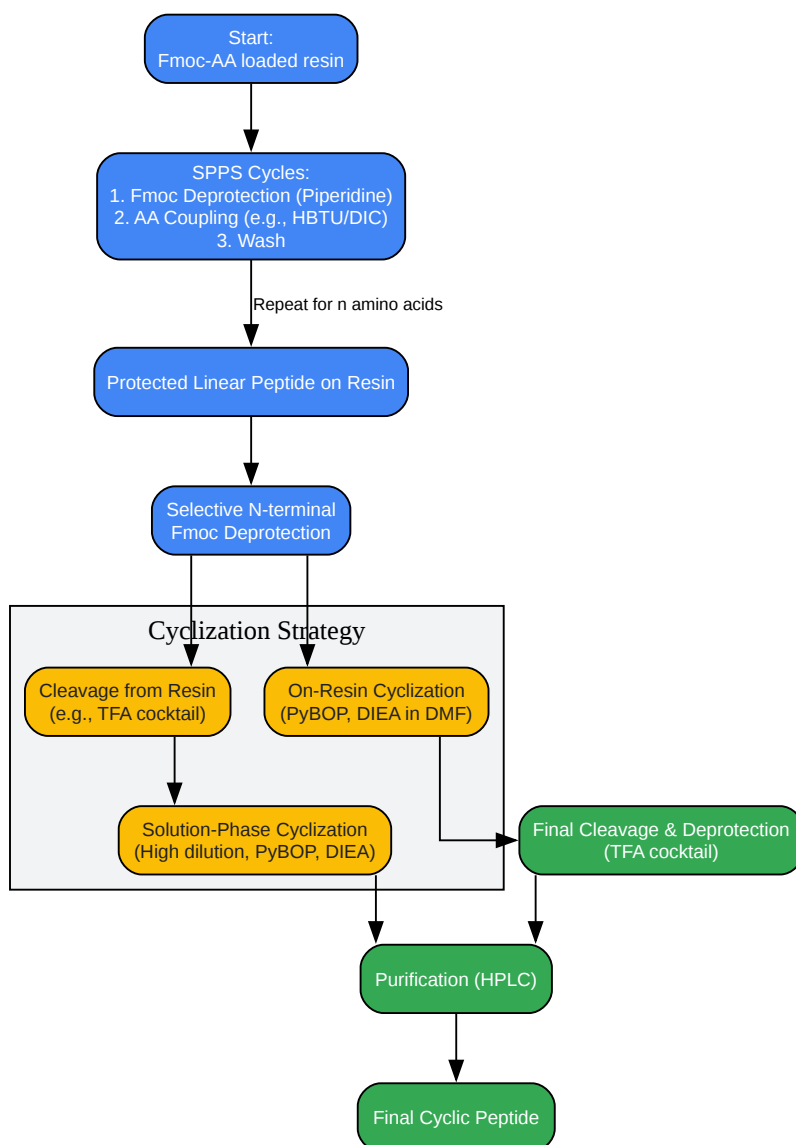 Start:
Fmoc-AA loaded resin
SPPS Cycles:
1. Fmoc Deprotection (Piperidine)
2. AA Coupling (e.g., HBTU/DIC)
3. Wash
Repeat for n amino acids
Protected Linear Peptide on Resin
Selective N-terminal
Fmoc Deprotection
Cyclization Strategy
Cleavage from Resin
(e.g., TFA cocktail)
On-Resin Cyclization
(PyBOP, DIEA in DMF)
Solution-Phase Cyclization
(High dilution, PyBOP, DIEA)
Final Cleavage & Deprotection
(TFA cocktail)
Purification (HPLC)
Final Cyclic Peptide